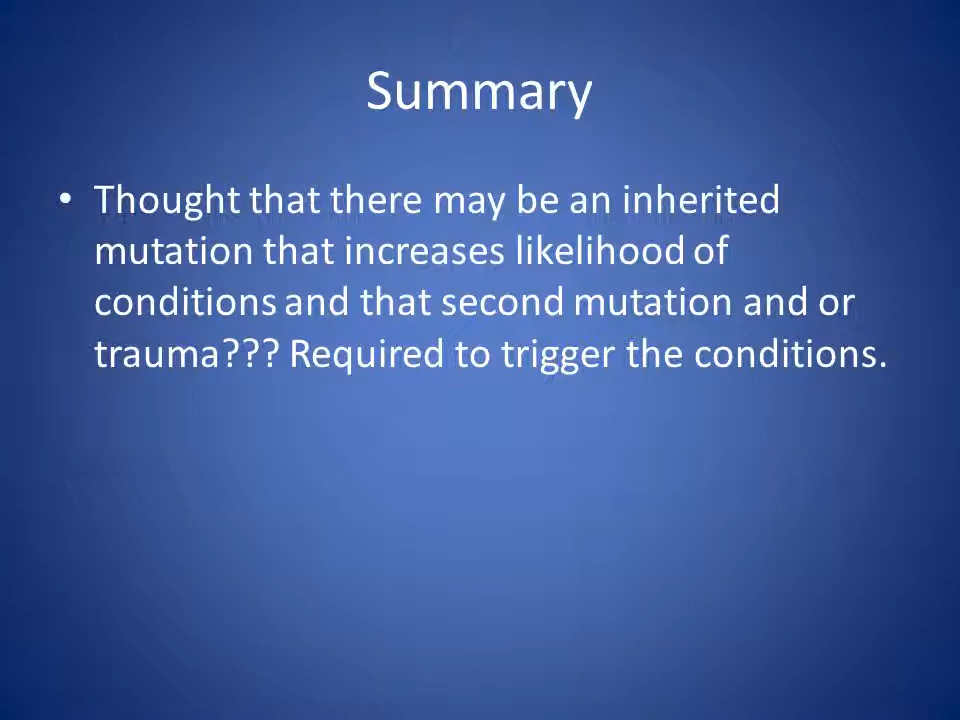 Summary
• Thought that there may be an inherited
mutation that increases likelihood of
conditions and that second mutation and or
trauma??? Required to trigger the conditions.